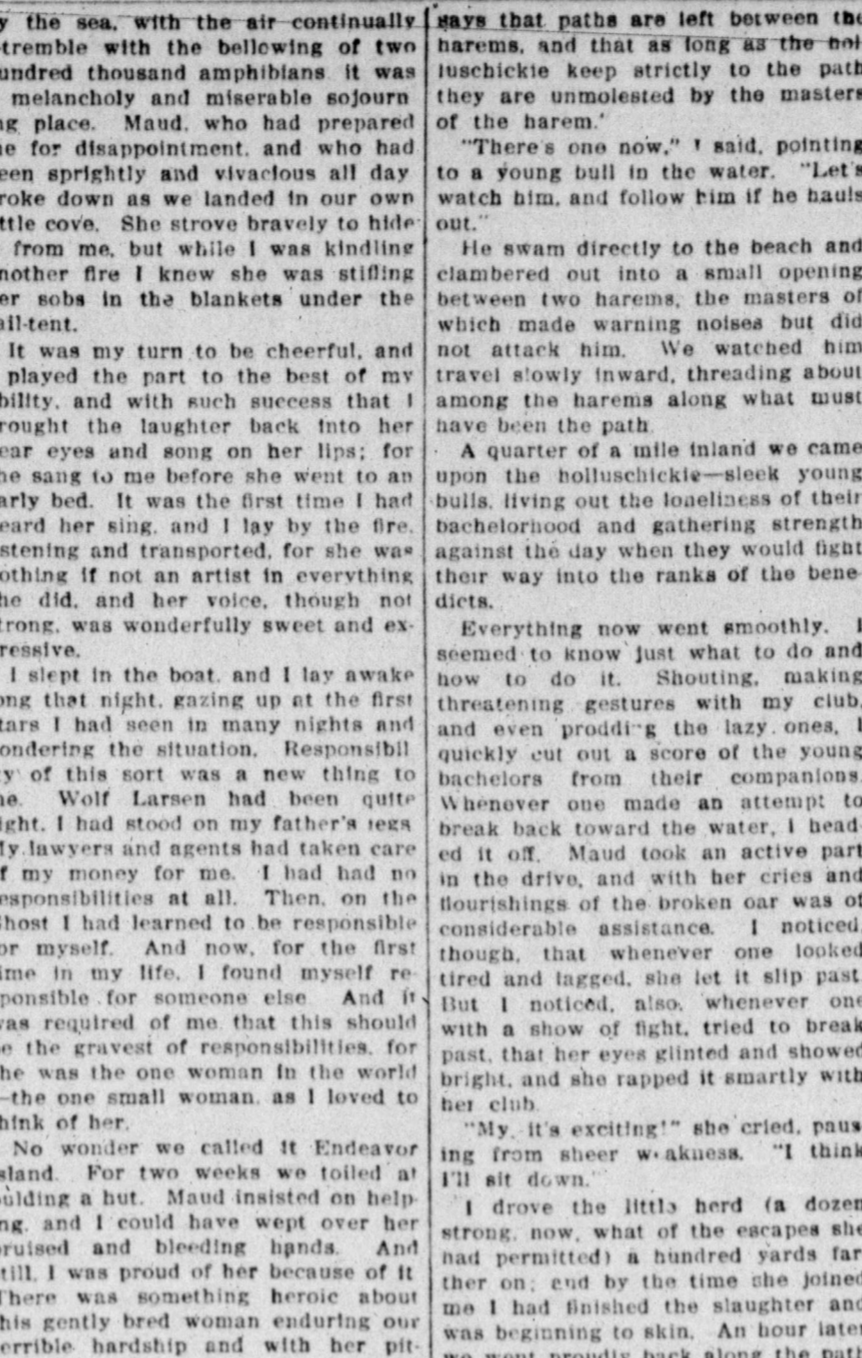 y the sea, with the air continually
tremble with the bellowing of two
undred thousand amphibians it was
melancholy and miserable sojourn
ng place. Maud, who had prepared
e for disappointment, and who had
een sprightly and vivacious all day
roke down as we landed in our own
ttle cove. She strove bravely to hide
from me, but while I was kindling
nother fire I knew she was stifling
er sobs in the blankets under the
ail-tent.
It was my turn to be cheerful, and
played the part to the best of my
bility, and with such success that I
rought the laughter back into her
ear eyes and song on her lips; for
he sang to me before she went to an
arly bed. It was the first time I had
eard her sing, and I lay by the fire,
stening and transported, for she was
othing if not an artist in everything
he did, and her voice, though not
trong, was wonderfully sweet and ex-
ressive.
I slept in the boat, and I lay awake
ong that night, gazing up at the first
tars I had seen in many nights and
ondering the situation. Responsibil
y of this sort was a new thing to
e. Wolf Larsen had been quite
ight. I had stood on my father's legs
ly lawyers and agents had taken care
f my money for me. I had had no
esponsibilities at all. Then, on the
host I had learned to be responsible
or myself. And now, for the first
ime in my life, I found myself re
ponsible for someone else And it
as required of me that this should
e the gravest of responsibilities, for
he was the one woman in the world
—the one small woman, as I loved to
hink of her.
No wonder we called it Endeavor
sland. For two weeks we toiled at
uilding a hut. Maud insisted on help
ng, and I could have wept over her
ruised and bleeding hands. And
till, I was proud of her because of it
There was something heroic about
his gently bred woman enduring our
errible hardship and with her pit-
says that paths are left between the
harems, and that as long as the hol
luschickie keep strictly to the path
they are unmolested by the masters
of the harem.'
"There's one now," I said, pointing
to a young bull in the water. "Let's
watch him, and follow him if he hauls
out."
He swam directly to the beach and
clambered out into a small opening
between two harems, the masters of
which made warning noises but did
not attack him. We watched him
travel slowly inward, threading about
among the harems along what must
have been the path
A quarter of a mile inland we came
upon the holluschickie—sleek young
bulls, living out the loneliness of their
bachelorhood and gathering strength
against the day when they would fight
their way into the ranks of the bene
dicts.
Everything now went smoothly. I
seemed to know just what to do and
how to do it. Shouting, making
threatening gestures with my club,
and even prodding the lazy ones, I
quickly cut out a score of the young
bachelors from their companions
Whenever one made an attempt to
break back toward the water, I head
ed it off. Maud took an active part
in the drive, and with her cries and
flourishings of the broken oar was of
considerable assistance. I noticed
though, that whenever one looked
tired and lagged, she let it slip past
But I noticed, also, whenever one
with a show of fight, tried to break
past, that her eyes glinted and showed
bright, and she rapped it smartly with
her club
"My, it's exciting!" she cried, paus
ing from sheer weakness. "I think
I'll sit down."
I drove the little herd (a dozen
strong, now, what of the escapes she
had permitted) a hundred yards far
ther on; and by the time she joined
me I had finished the slaughter and
was beginning to skin. An hour later
we went proudly back along the path